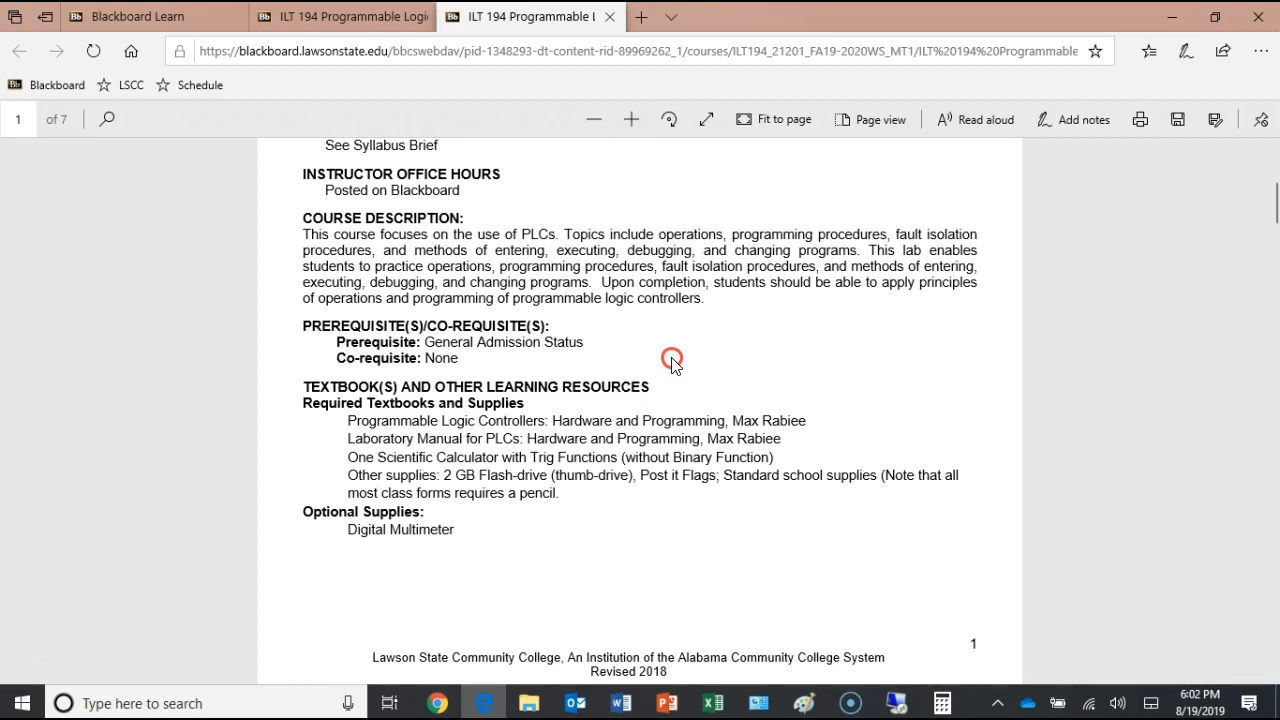 Blackboard Learn
ILT 194 Programmable Logi
ILT 194 Programmable L
https://blackboard.lawsonstate.edu/bbcswebdav/pid-1348293-dt-content-rid-89969262_1/courses/ILT194_21201_FA19-2020WS_MT1/ILT%20194%20Programmable
Blackboard LSCC Schedule
1 of 7 Fit to page Page view Read aloud Add notes
See Syllabus Brief
INSTRUCTOR OFFICE HOURS
Posted on Blackboard
COURSE DESCRIPTION:
This course focuses on the use of PLCs. Topics include operations, programming procedures, fault isolation
procedures, and methods of entering, executing, debugging, and changing programs. This lab enables
students to practice operations, programming procedures, fault isolation procedures, and methods of entering,
executing, debugging, and changing programs. Upon completion, students should be able to apply principles
of operations and programming of programmable logic controllers.
PREREQUISITE(S)/CO-REQUISITE(S):
Prerequisite: General Admission Status
Co-requisite: None
TEXTBOOK(S) AND OTHER LEARNING RESOURCES
Required Textbooks and Supplies
Programmable Logic Controllers: Hardware and Programming, Max Rabiee
Laboratory Manual for PLCs: Hardware and Programming, Max Rabiee
One Scientific Calculator with Trig Functions (without Binary Function)
Other supplies: 2 GB Flash-drive (thumb-drive), Post it Flags; Standard school supplies (Note that all
most class forms requires a pencil.
Optional Supplies:
Digital Multimeter
1
Lawson State Community College, An Institution of the Alabama Community College System
Revised 2018
Type here to search
6:02 PM
8/19/2019